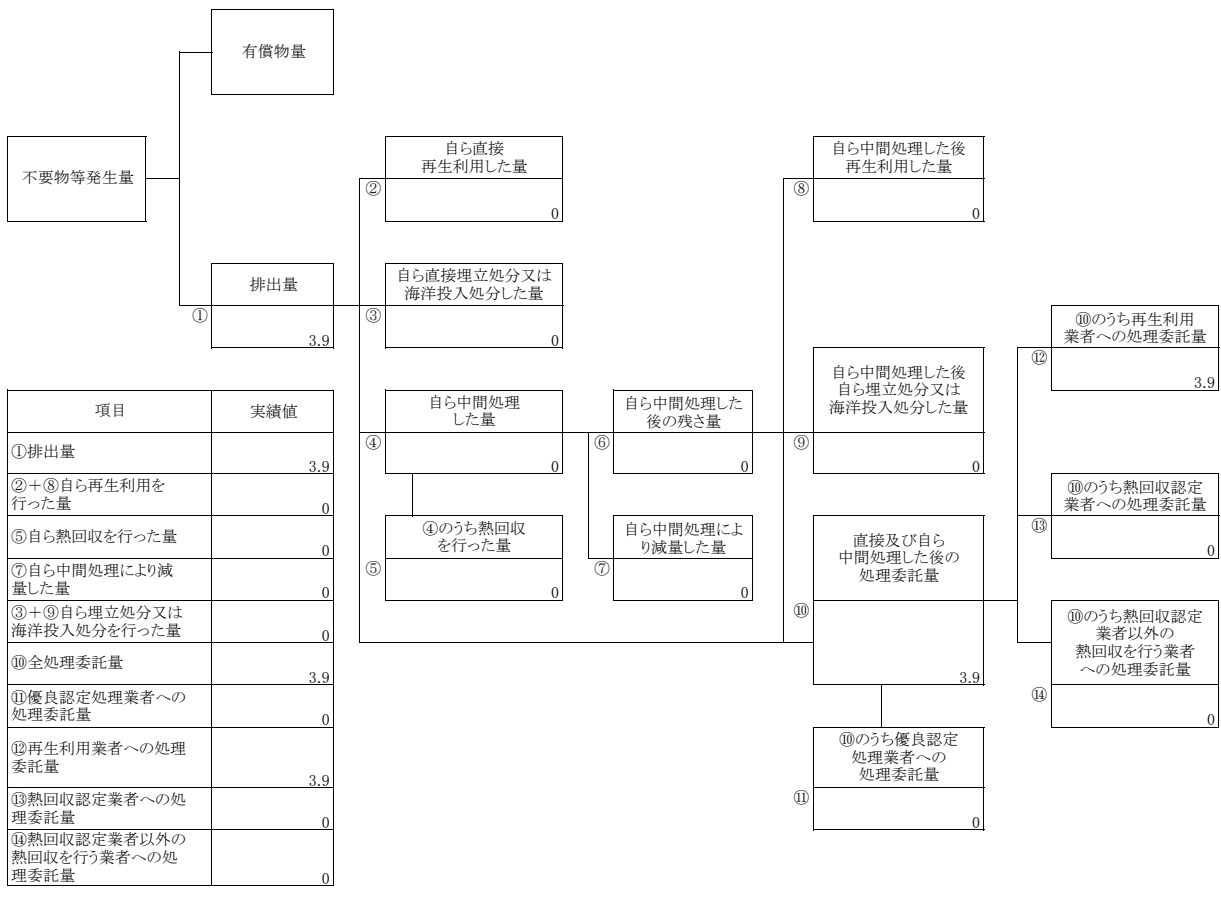 有償物量
不要物等発生量
自ら直接
再生利用した量
②
0
自ら中間処理した後
再生利用した量
⑧
0
排出量
①
3.9
自ら直接埋立処分又は
海洋投入処分した量
③
0
⑩のうち再生利用
業者への処理委託量
⑫
3.9
自ら中間処理
した量
④
0
自ら中間処理した
後の残さ量
⑥
0
自ら中間処理した後
自ら埋立処分又は
海洋投入処分した量
⑨
0
⑩のうち熱回収認定
業者への処理委託量
⑬
0
④のうち熱回収
を行った量
⑤
0
自ら中間処理によ
り減量した量
⑦
0
直接及び自ら
中間処理した後の
処理委託量
⑩
3.9
⑩のうち熱回収認定
業者以外の
熱回収を行う業者
への処理委託量
⑭
0
⑩のうち優良認定
処理業者への
処理委託量
⑪
0
項目
実績値
①排出量
3.9
②+⑧自ら再生利用を
行った量
0
⑤自ら熱回収を行った量
0
⑦自ら中間処理により減
量した量
0
③+⑨自ら埋立処分又は
海洋投入処分を行った量
0
⑩全処理委託量
3.9
⑪優良認定処理業者への
処理委託量
0
⑫再生利用業者への処理
委託量
3.9
⑬熱回収認定業者への処
理委託量
0
⑭熱回収認定業者以外の
熱回収を行う業者への処
理委託量
0